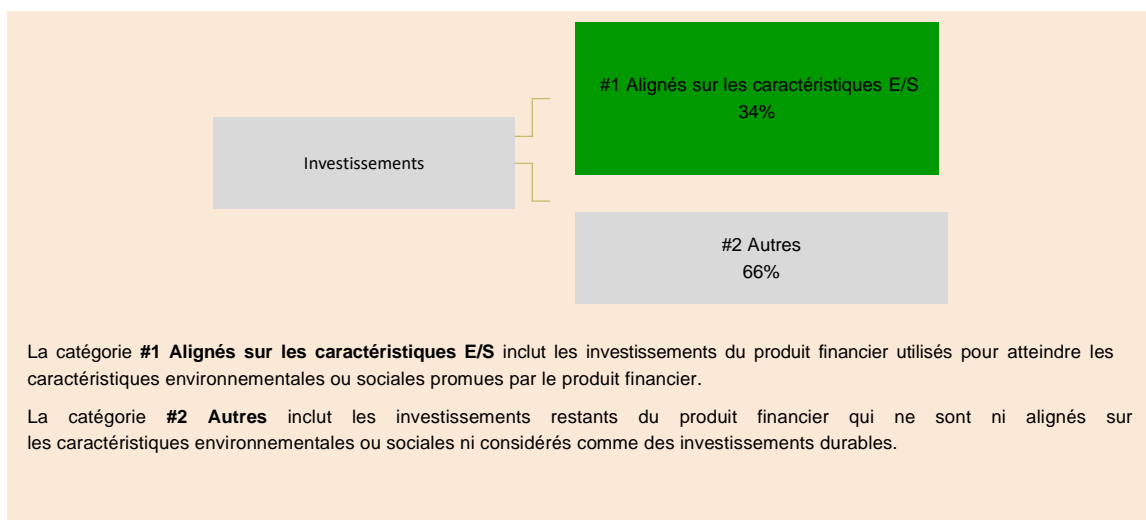 #1 Alignés sur les caractéristiques E/S
34%
Investissements
#2 Autres
66%
La catégorie #1 Alignés sur les caractéristiques E/S inclut les investissements du produit financier utilisés pour atteindre les
caractéristiques environnementales ou sociales promues par le produit financier.
La catégorie #2 Autres inclut les investissements restants du produit financier qui ne sont ni alignés sur
les caractéristiques environnementales ou sociales ni considérés comme des investissements durables.